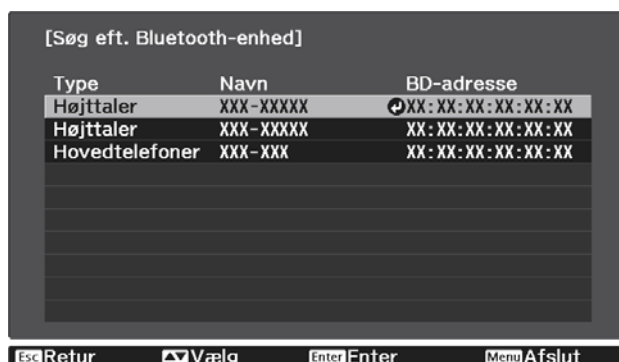 [Søg eft. Bluetooth-enhed]
Type Navn BD-adresse
Højttaler XXX-XXXXX XX:XX:XX:XX:XX:XX
Højttaler XXX-XXXXX XX:XX:XX:XX:XX:XX
Hovedtelefoner XXX-XXX XX:XX:XX:XX:XX:XX
Esc Retur Vælg Enter Enter Menu Afslut